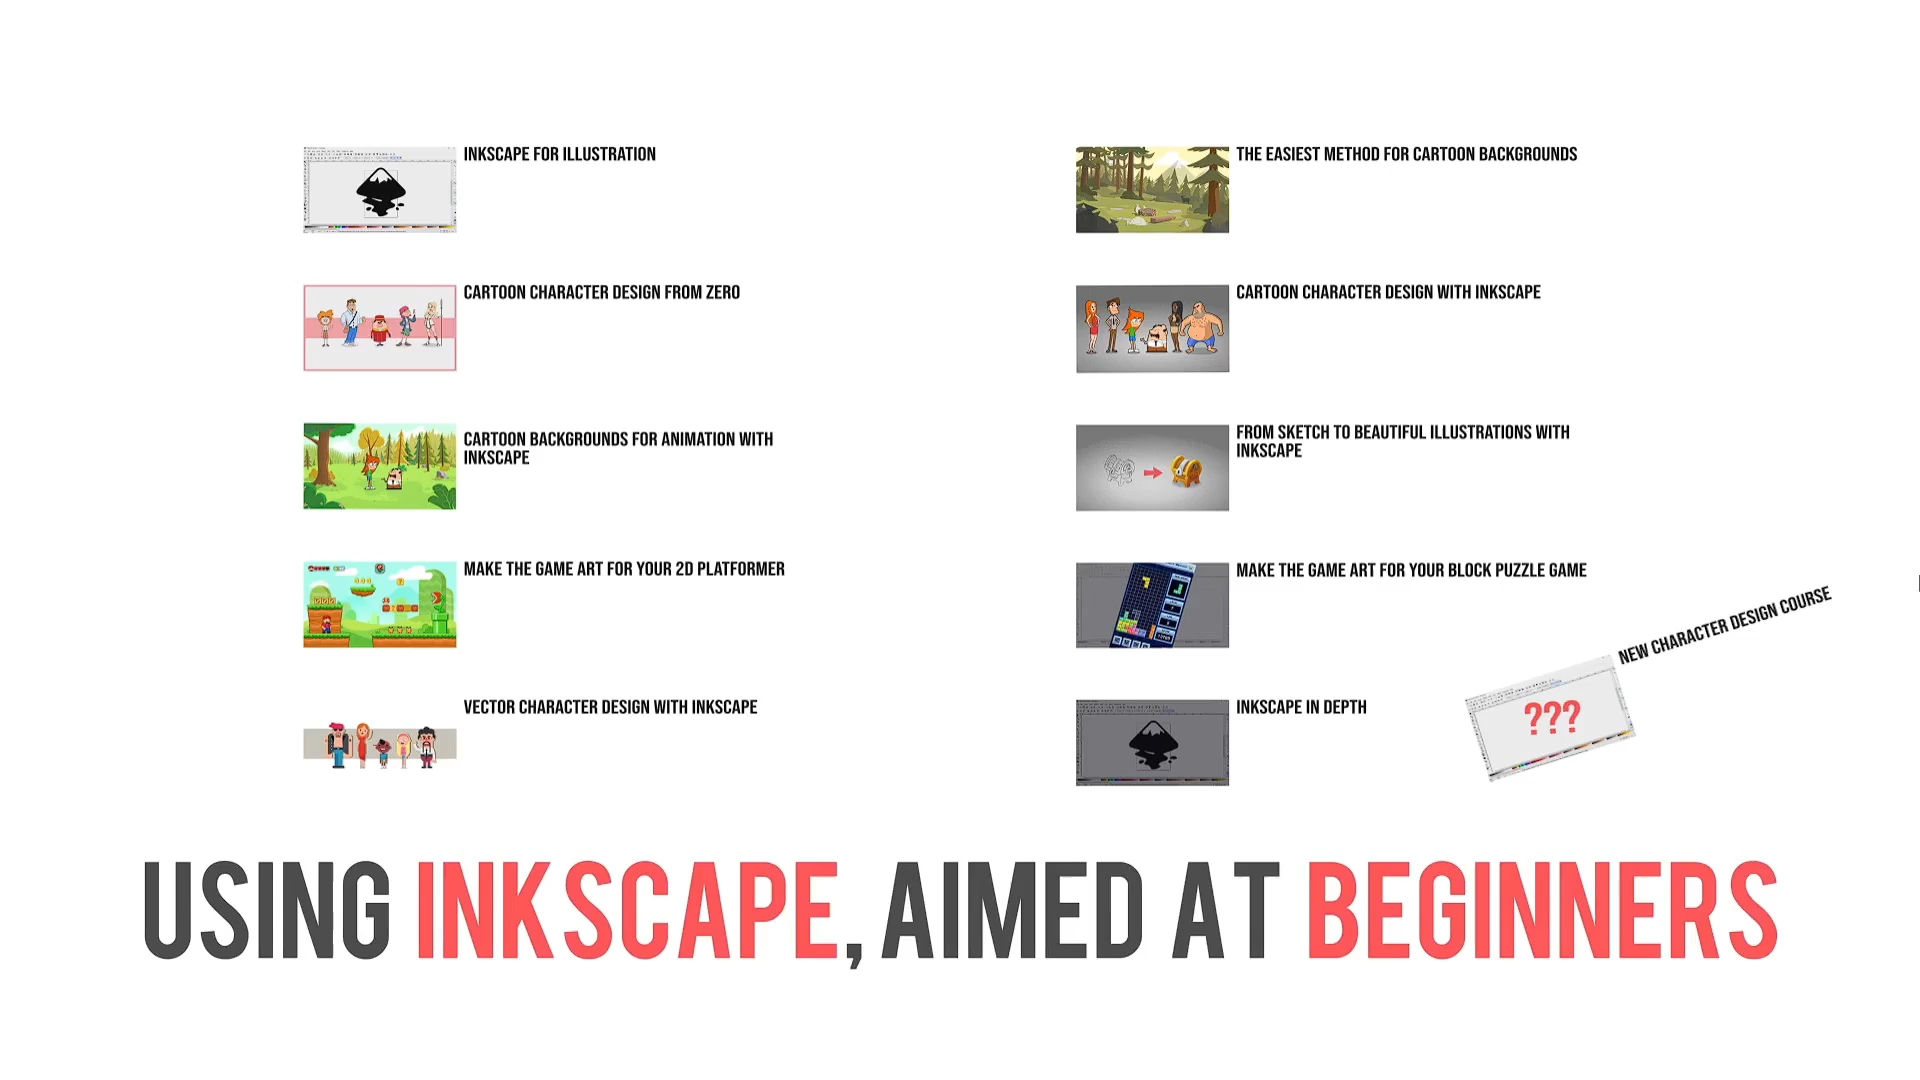 INKSCAPE FOR ILLUSTRATION
THE EASIEST METHOD FOR CARTOON BACKGROUNDS
CARTOON CHARACTER DESIGN FROM ZERO
CARTOON CHARACTER DESIGN WITH INKSCAPE
CARTOON BACKGROUNDS FOR ANIMATION WITH
INKSCAPE
FROM SKETCH TO BEAUTIFUL ILLUSTRATIONS WITH
INKSCAPE
MAKE THE GAME ART FOR YOUR 2D PLATFORMER
MAKE THE GAME ART FOR YOUR BLOCK PUZZLE GAME
VECTOR CHARACTER DESIGN WITH INKSCAPE
INKSCAPE IN DEPTH
NEW CHARACTER DESIGN COURSE
???
USING INKSCAPE, AIMED AT BEGINNERS